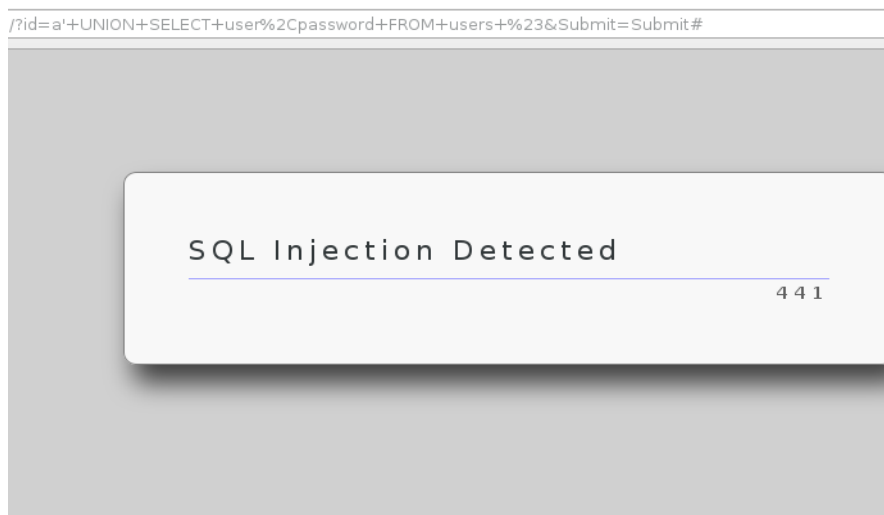 /?id=a'+UNION+SELECT+user%2Cpassword+FROM+users+%23&Submit=Submit#
SQL Injection Detected
441